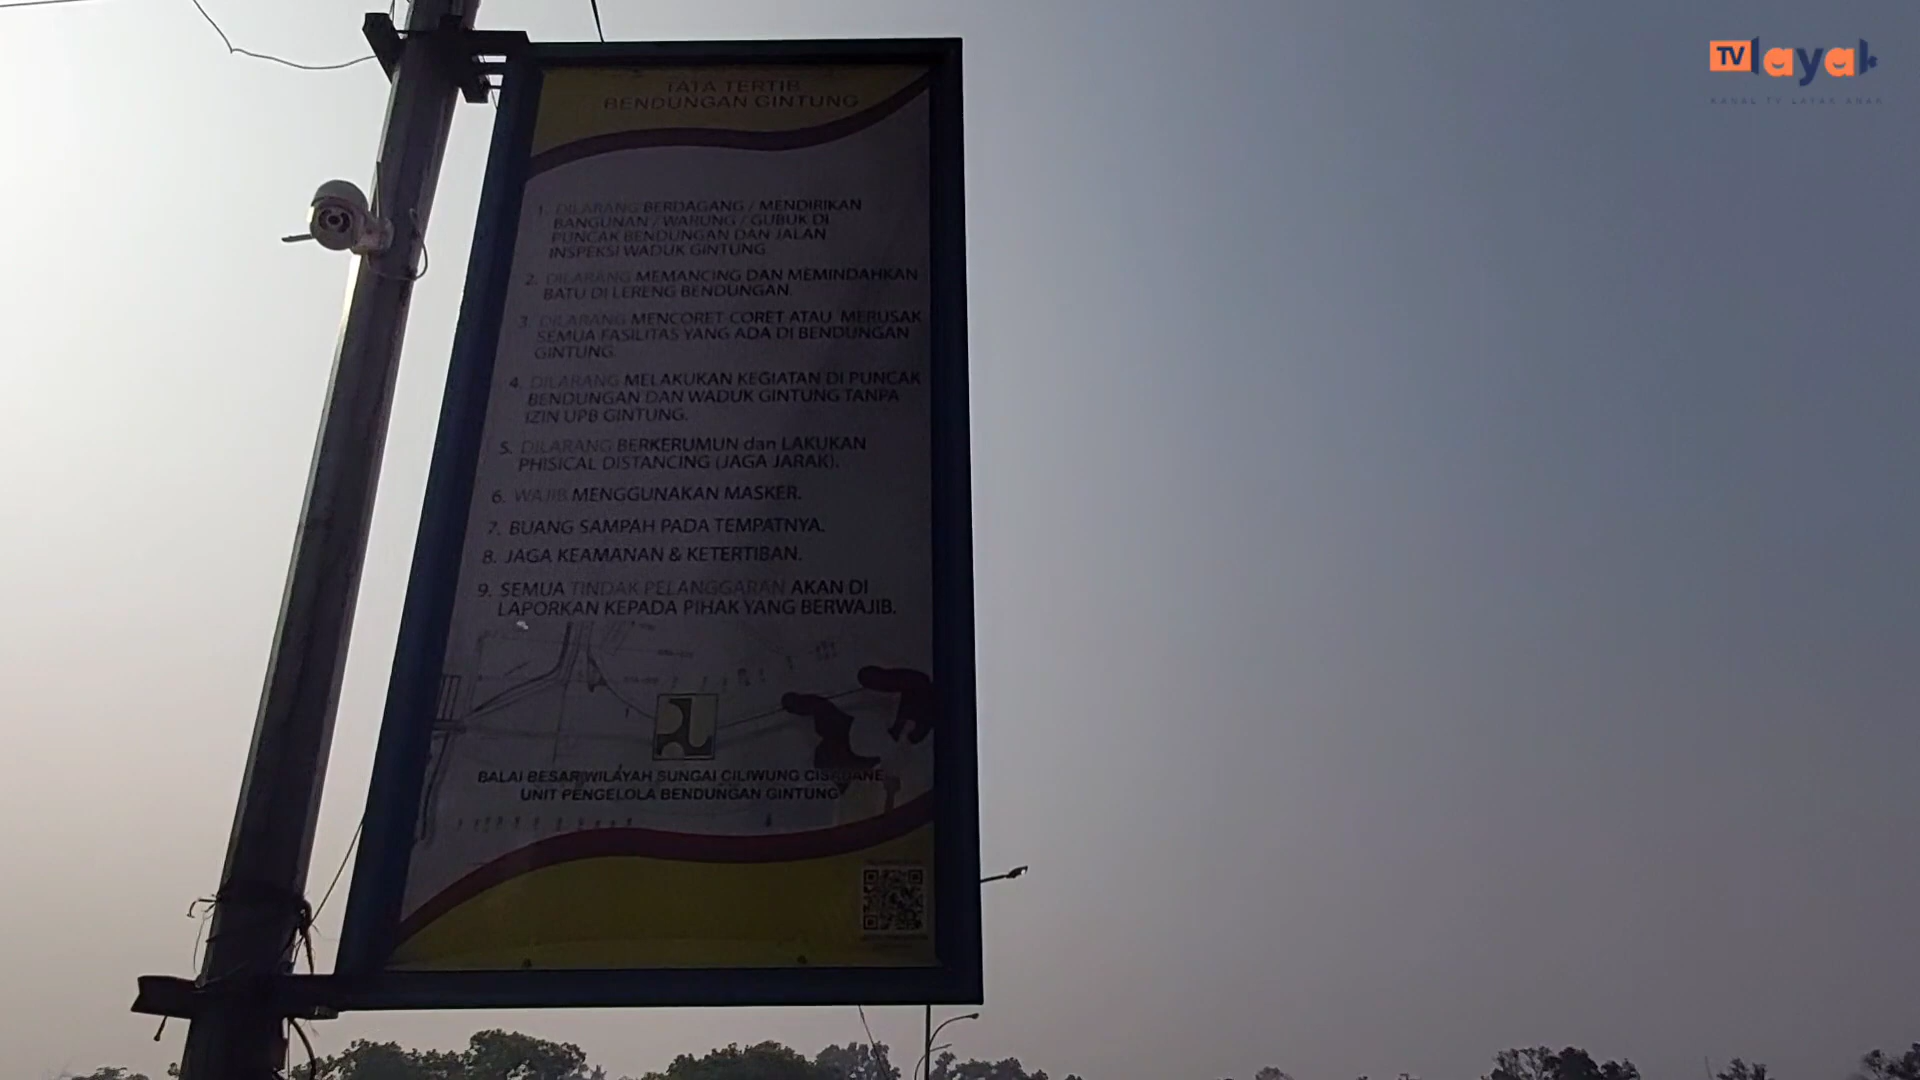 TV layak
KANAL TV LAYAK ANAK
TATA TERTIB
BENDUNGAN GINTUNG
1. DILARANG BERDAGANG / MENDIRIKAN
BANGUNAN / WARUNG / GUBUK DI
PUNCAK BENDUNGAN DAN JALAN
INSPEKSI WADUK GINTUNG
2. DILARANG MEMANCING DAN MEMINDAHKAN
BATU DI LERENG BENDUNGAN.
3. DILARANG MENCORET CORET ATAU MERUSAK
SEMUA FASILITAS YANG ADA DI BENDUNGAN
GINTUNG.
4. DILARANG MELAKUKAN KEGIATAN DI PUNCAK
BENDUNGAN DAN WADUK GINTUNG TANPA
IZIN UPB GINTUNG.
5. DILARANG BERKERUMUN dan LAKUKAN
PHISICAL DISTANCING (JAGA JARAK).
6. WAJIB MENGGUNAKAN MASKER.
7. BUANG SAMPAH PADA TEMPATNYA.
8. JAGA KEAMANAN & KETERTIBAN.
9. SEMUA TINDAK PELANGGARAN AKAN DI
LAPORKAN KEPADA PIHAK YANG BERWAJIB.
BALAI BESAR WILAYAH SUNGAI CILIWUNG CISADANE
UNIT PENGELOLA BENDUNGAN GINTUNG